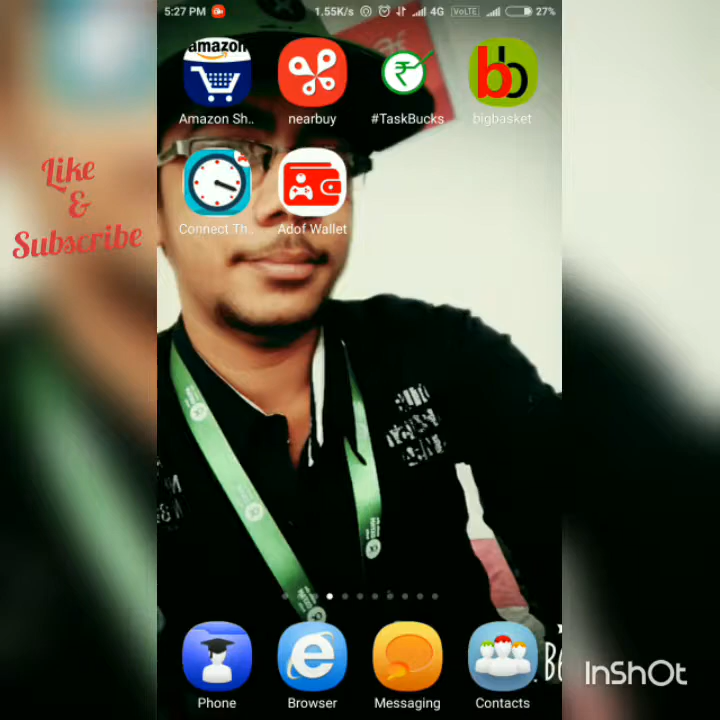 5:27 PM 1.55K/s 4G VoLTE 27%
amazon
Amazon Sh.. nearbuy #TaskBucks bigbasket
Like
&
Subscribe
Connect Th.. Adof Wallet
InShOt
Phone Browser Messaging Contacts